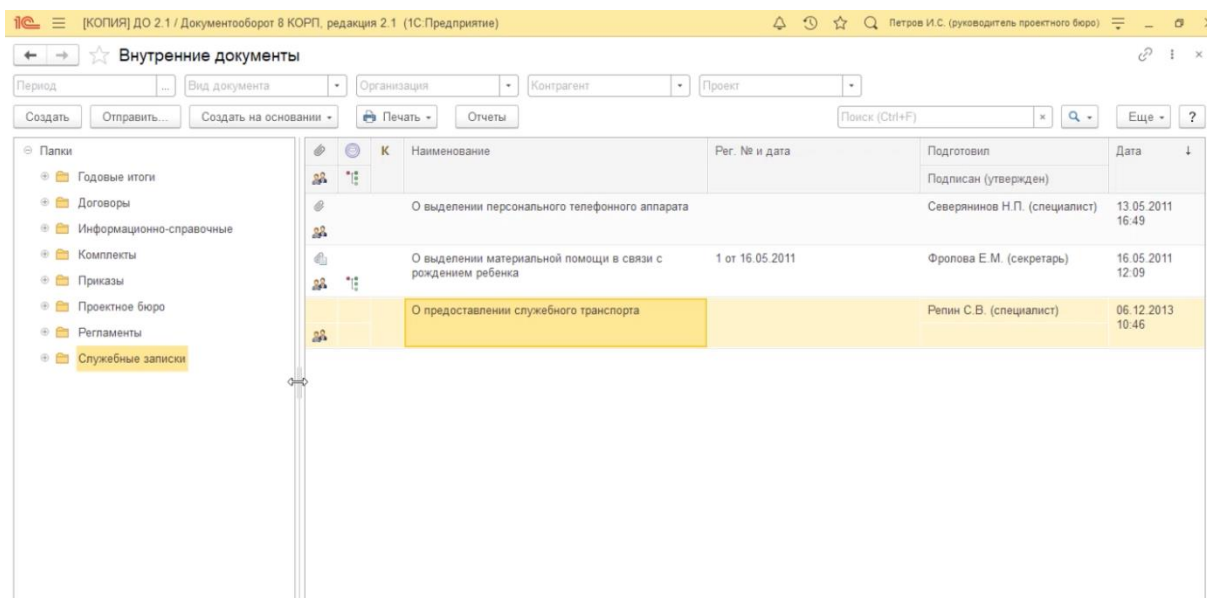 1С [КОПИЯ] ДО 2.1 / Документооборот 8 КОРП, редакция 2.1 (1С:Предприятие) Петров И.С. (руководитель проектного бюро)
Внутренние документы
Период ... Вид документа Организация Контрагент Проект
Создать Отправить... Создать на основании Печать Отчеты Поиск (Ctrl+F) × Еще ?
Папки
Годовые итоги
Договоры
Информационно-справочные
Комплекты
Приказы
Проектное бюро
Регламенты
Служебные записки
К Наименование Рег. № и дата Подготовил Дата ↓
Подписан (утвержден)
О выделении персонального телефонного аппарата Северянинов Н.П. (специалист) 13.05.2011
16:49
О выделении материальной помощи в связи с 1 от 16.05.2011 Фролова Е.М. (секретарь) 16.05.2011
рождением ребенка 12:09
О предоставлении служебного транспорта Репин С.В. (специалист) 06.12.2013
10:46